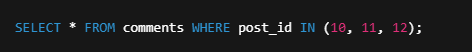 SELECT * FROM comments WHERE post_id IN (10, 11, 12);